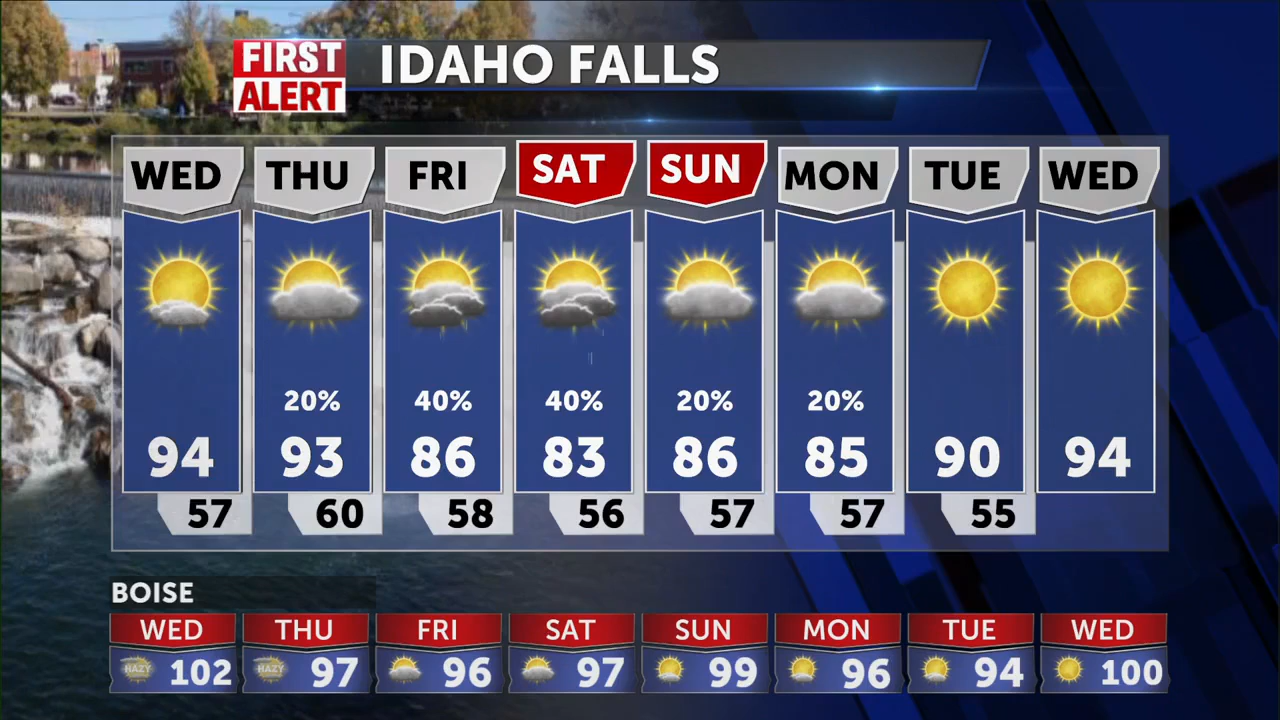 FIRST
ALERT
IDAHO FALLS
WED THU FRI SAT SUN MON TUE WED
20% 40% 40% 20% 20%
94 93 86 83 86 85 90 94
57 60 58 56 57 57 55
BOISE
WED THU FRI SAT SUN MON TUE WED
HAZY 102 HAZY 97 96 97 99 96 94 100